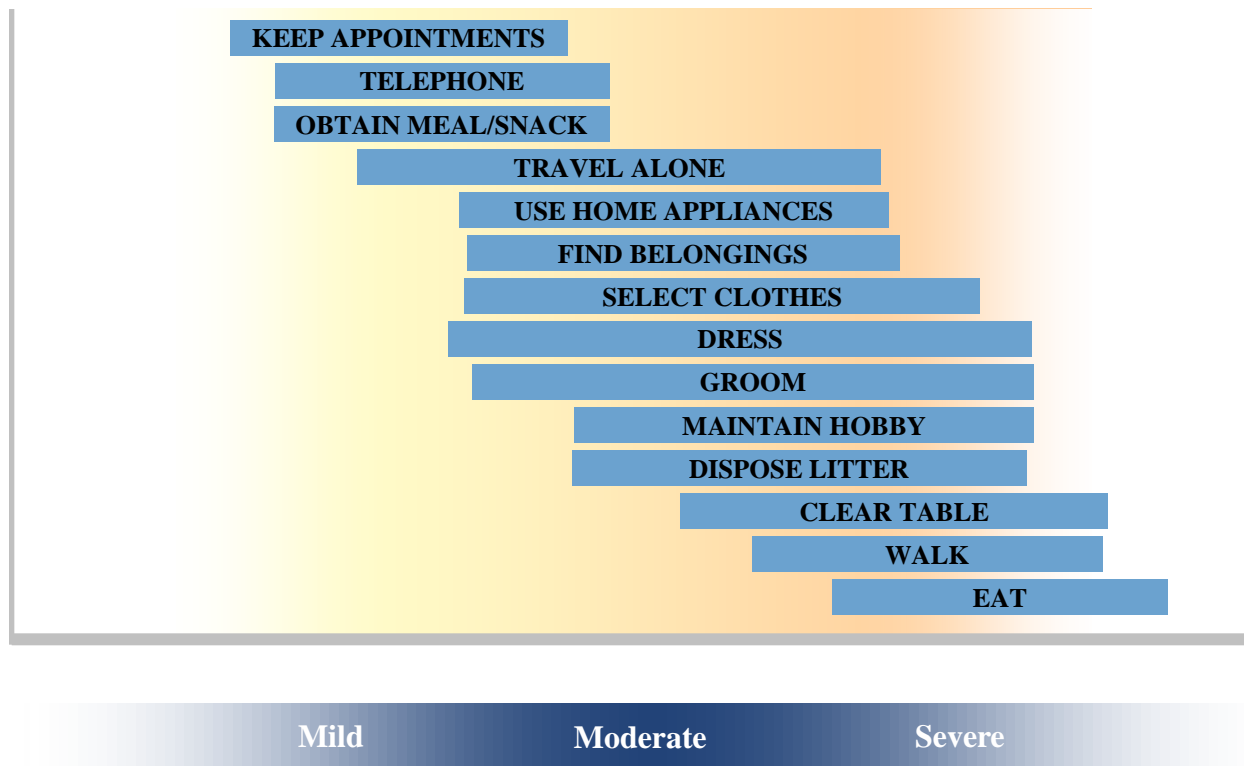 KEEP APPOINTMENTS
TELEPHONE
OBTAIN MEAL/SNACK
TRAVEL ALONE
USE HOME APPLIANCES
FIND BELONGINGS
SELECT CLOTHES
DRESS
GROOM
MAINTAIN HOBBY
DISPOSE LITTER
CLEAR TABLE
WALK
EAT
Mild Moderate Severe